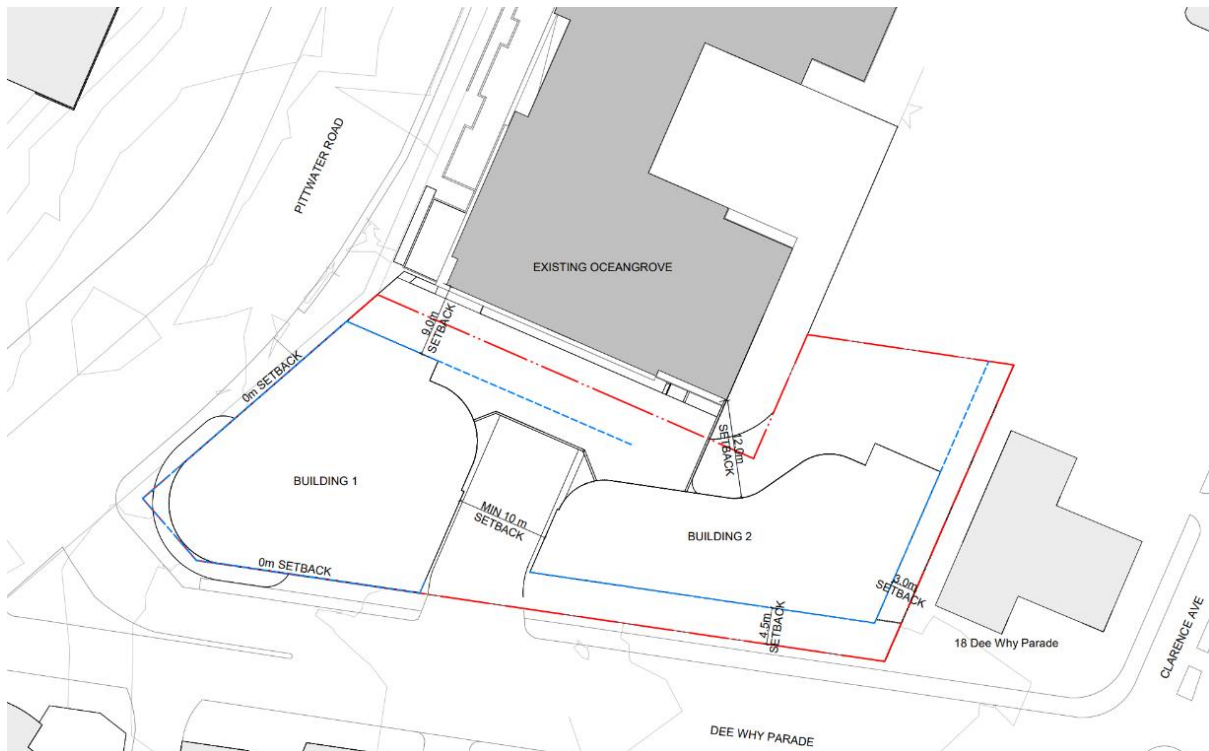 PITTWATER ROAD
EXISTING OCEANGROVE
9.0m
SETBACK
0m SETBACK
12.0m
SETBACK
BUILDING 1
MIN 10 m
SETBACK
BUILDING 2
0m SETBACK
3.0m
SETBACK
4.5m
SETBACK
18 Dee Why Parade
CLARENCE AVE
DEE WHY PARADE